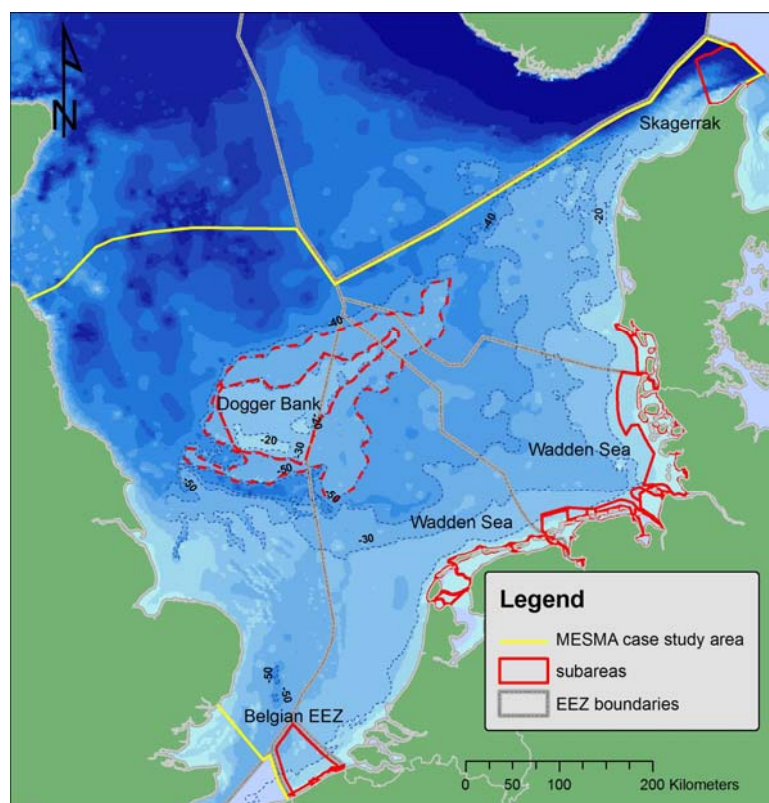 N
Skagerrak
-40
-20
-40
Dogger Bank
-20
-20
-30
-50
-50
-50
Wadden Sea
Wadden Sea
-30
-50
-50
Belgian EEZ
Legend
MESMA case study area
subareas
EEZ boundaries
0 50 100 200 Kilometers